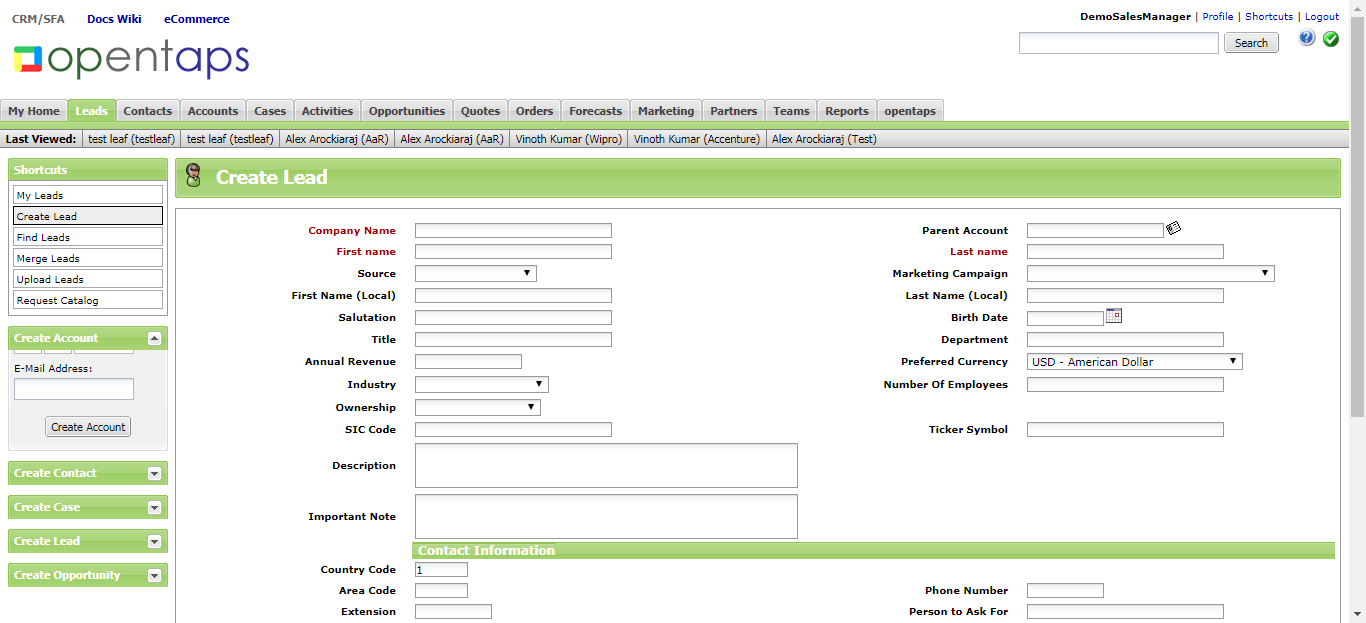 CRM/SFA Docs Wiki eCommerce
DemoSalesManager | Profile | Shortcuts | Logout
opentaps
Search
My Home Leads Contacts Accounts Cases Activities Opportunities Quotes Orders Forecasts Marketing Partners Teams Reports opentaps
Last Viewed: test leaf (testleaf) test leaf (testleaf) Alex Arockiaraj (AaR) Alex Arockiaraj (AaR) Vinoth Kumar (Wipro) Vinoth Kumar (Accenture) Alex Arockiaraj (Test)
Shortcuts
My Leads
Create Lead
Find Leads
Merge Leads
Upload Leads
Request Catalog
Create Account
E-Mail Address:
Create Account
Create Contact
Create Case
Create Lead
Create Opportunity
Create Lead
Company Name Parent Account
First name Last name
Source Marketing Campaign
First Name (Local) Last Name (Local)
Salutation Birth Date
Title Department
Annual Revenue Preferred Currency USD - American Dollar
Industry Number Of Employees
Ownership
SIC Code Ticker Symbol
Description
Important Note
Contact Information
Country Code 1
Area Code Phone Number
Extension Person to Ask For